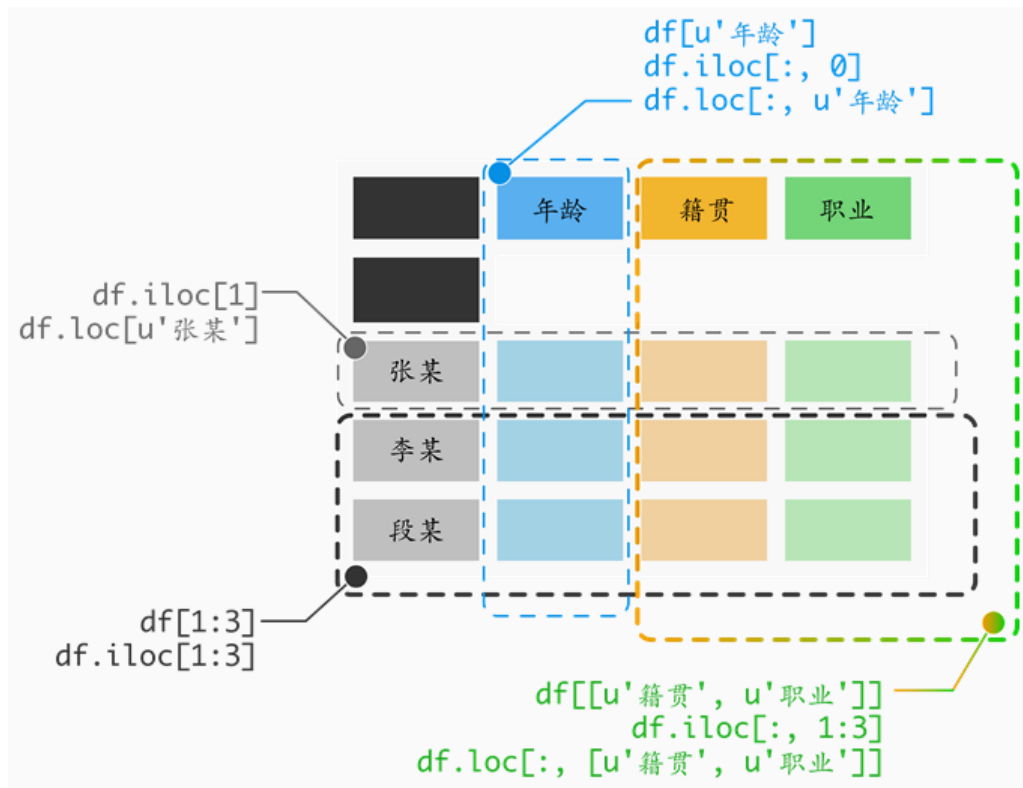 df[u'年龄']
df.iloc[:, 0]
df.loc[:, u'年龄']
年龄 籍贯 职业
df.iloc[1]
df.loc[u'张某']
张某
李某
段某
df[1:3]
df.iloc[1:3]
df[[u'籍贯', u'职业']]
df.iloc[:, 1:3]
df.loc[:, [u'籍贯', u'职业']]